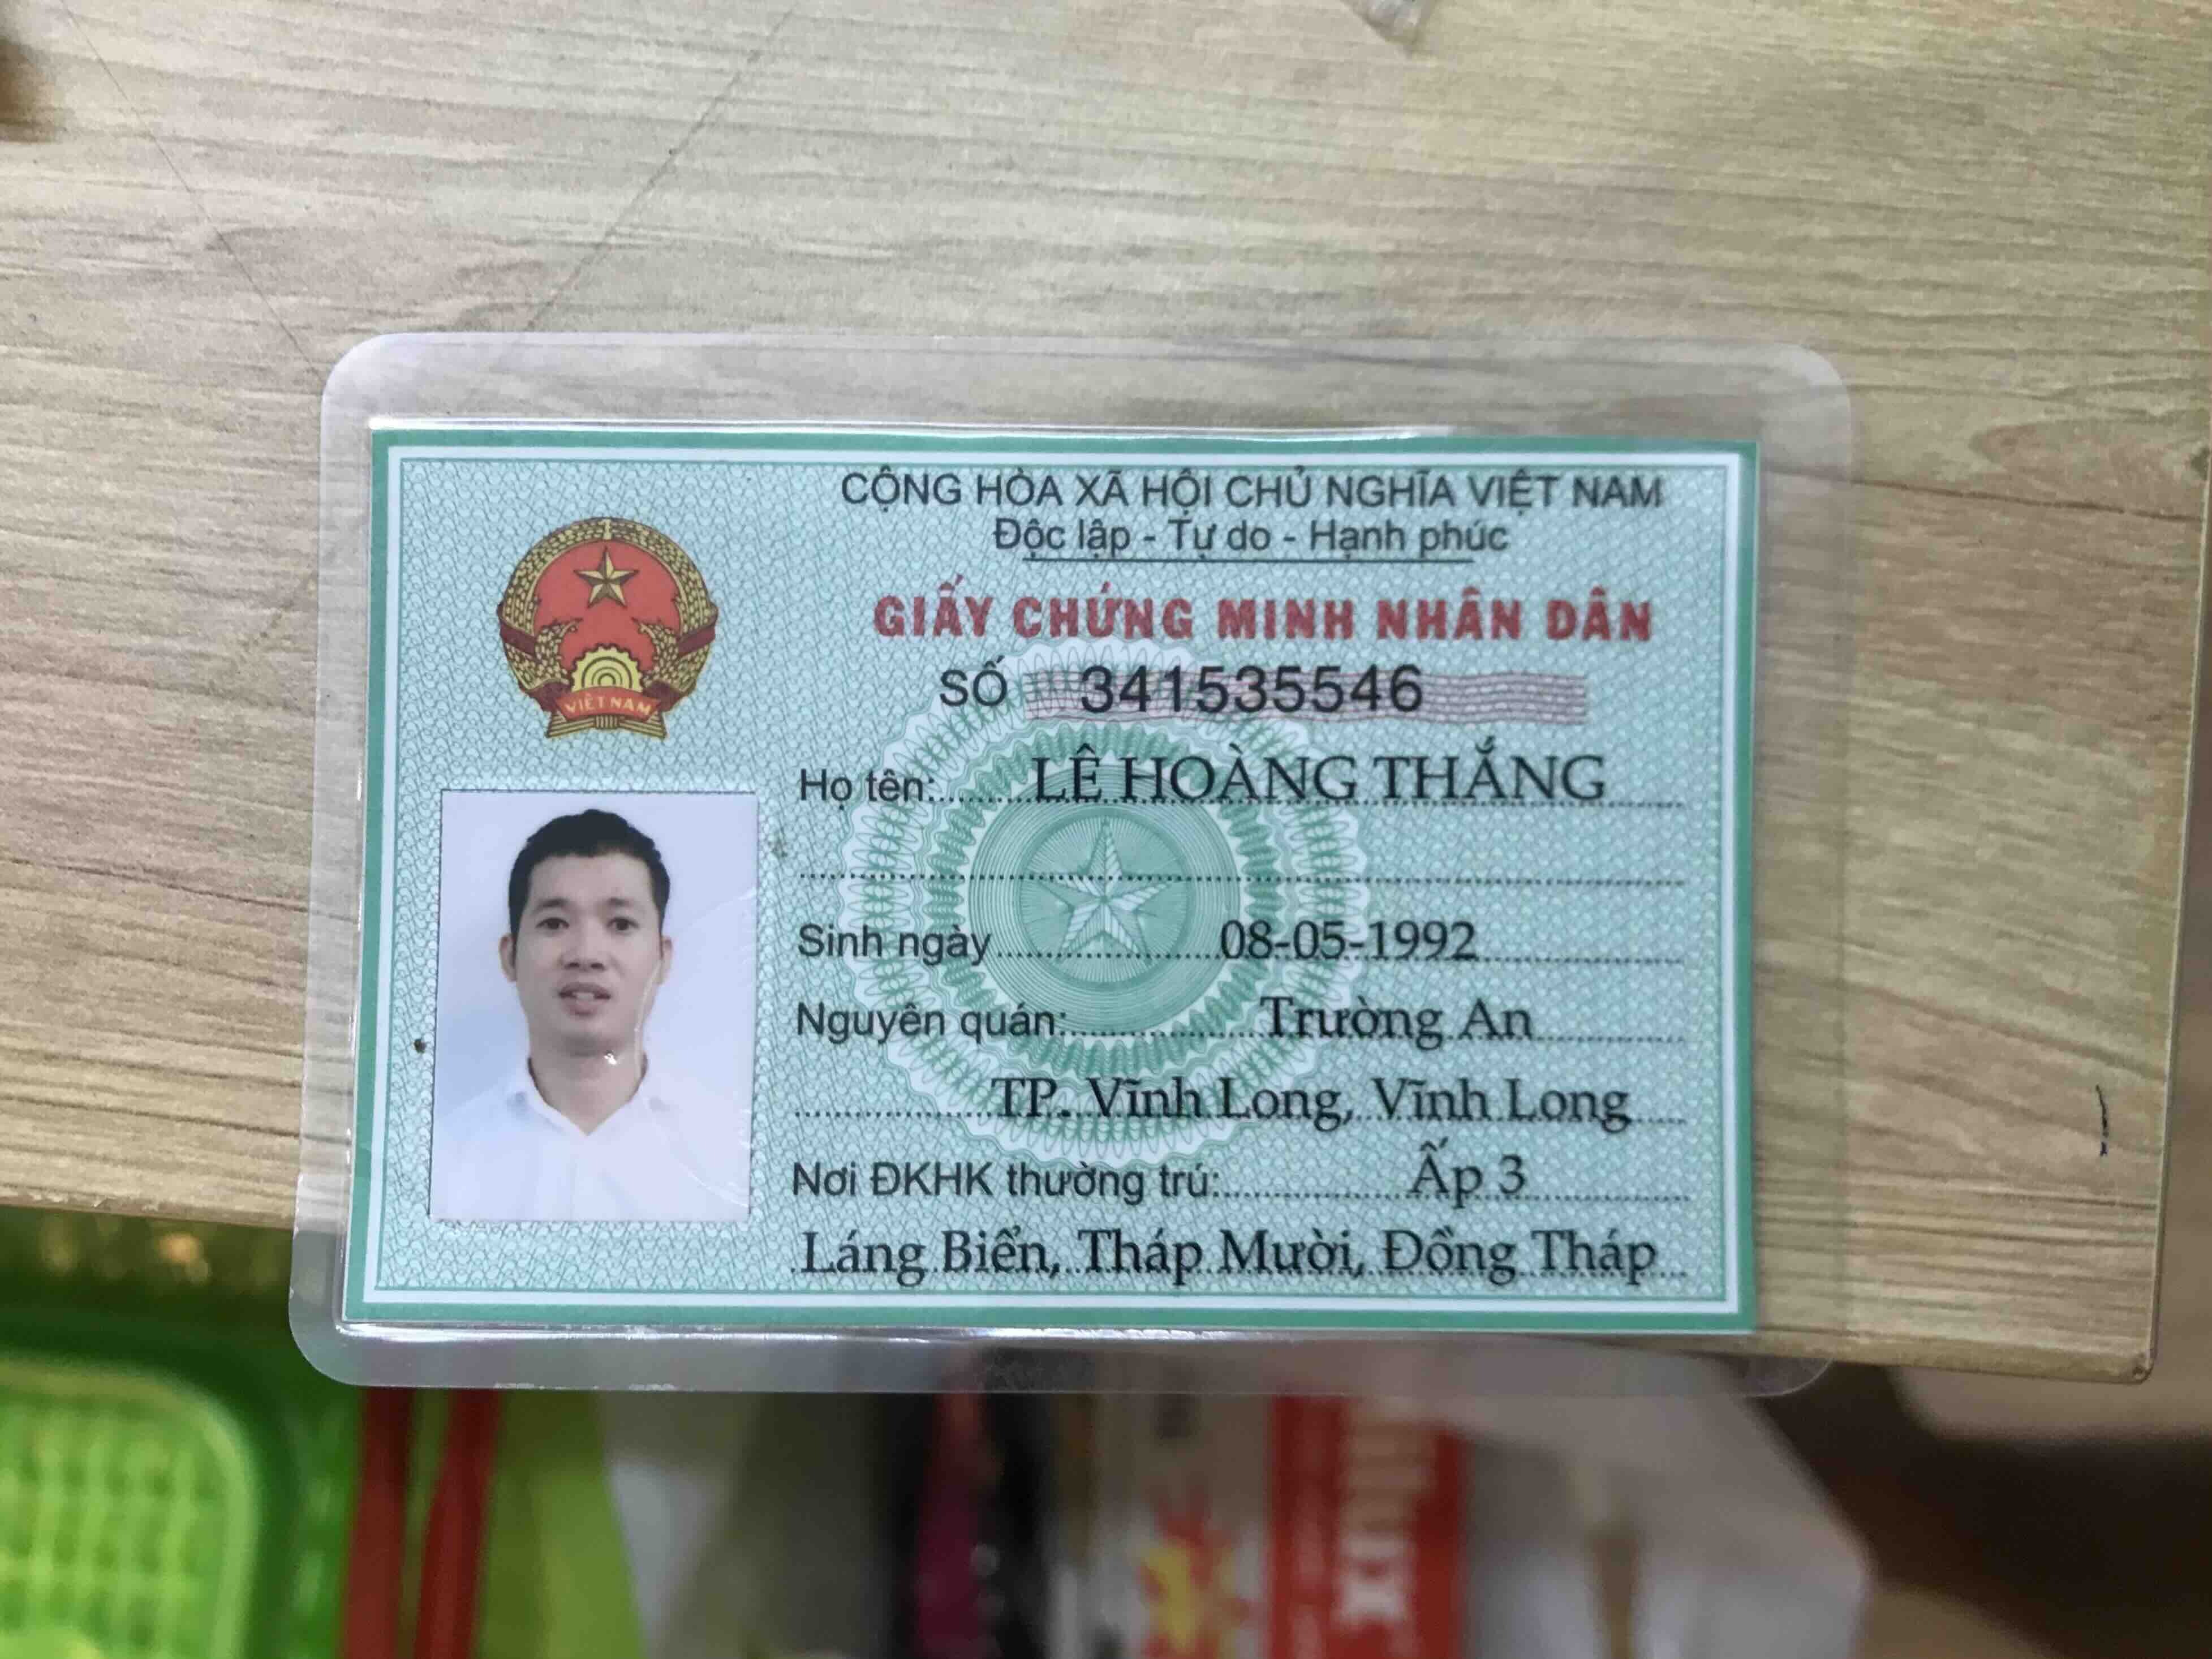 CỘNG HÒA XÃ HỘI CHỦ NGHĨA VIỆT NAM
Độc lập - Tự do - Hạnh phúc
GIẤY CHỨNG MINH NHÂN DÂN
SỐ 341535546
VIỆT NAM
Họ tên: LÊ HOÀNG THẮNG
Sinh ngày 08-05-1992
Nguyên quán: Trường An
TP. Vĩnh Long, Vĩnh Long
Nơi ĐKHK thường trú: Ấp 3
Láng Biển, Tháp Mười, Đồng Tháp